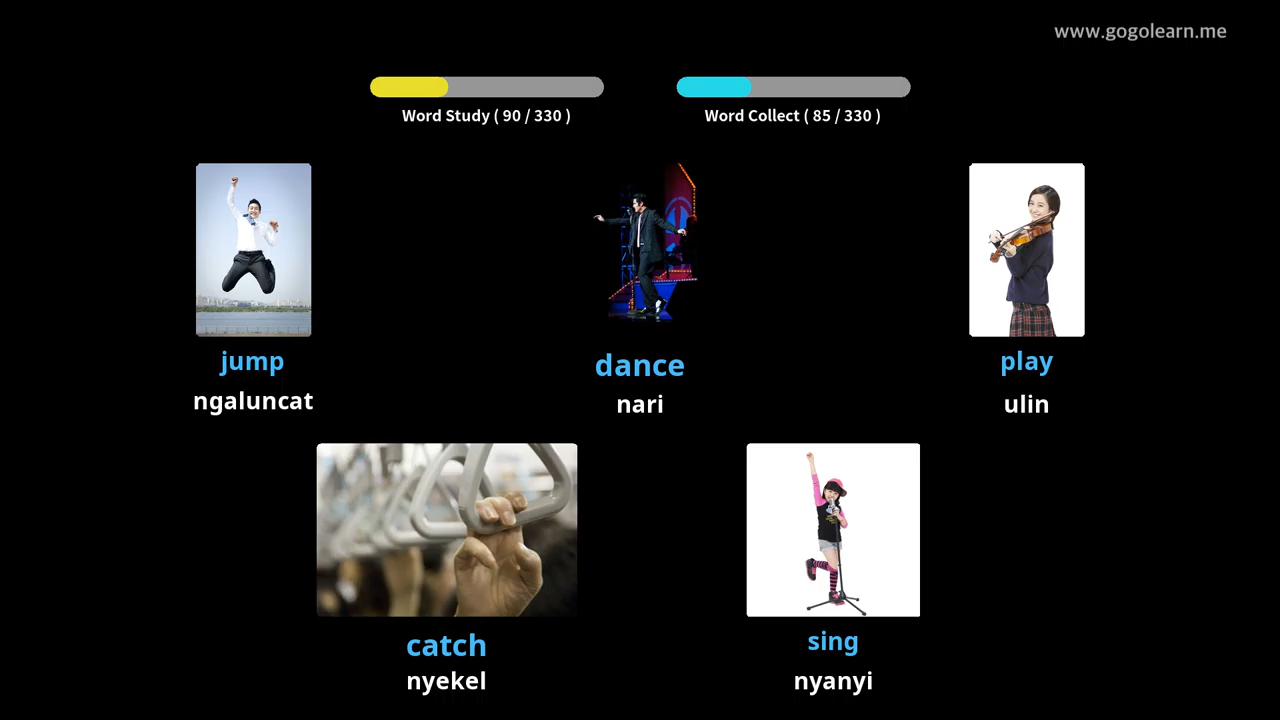 www.gogolearn.me
Word Study ( 90 / 330 )
Word Collect ( 85 / 330 )
jump
ngaluncat
dance
nari
play
ulin
catch
nyekel
sing
nyanyi